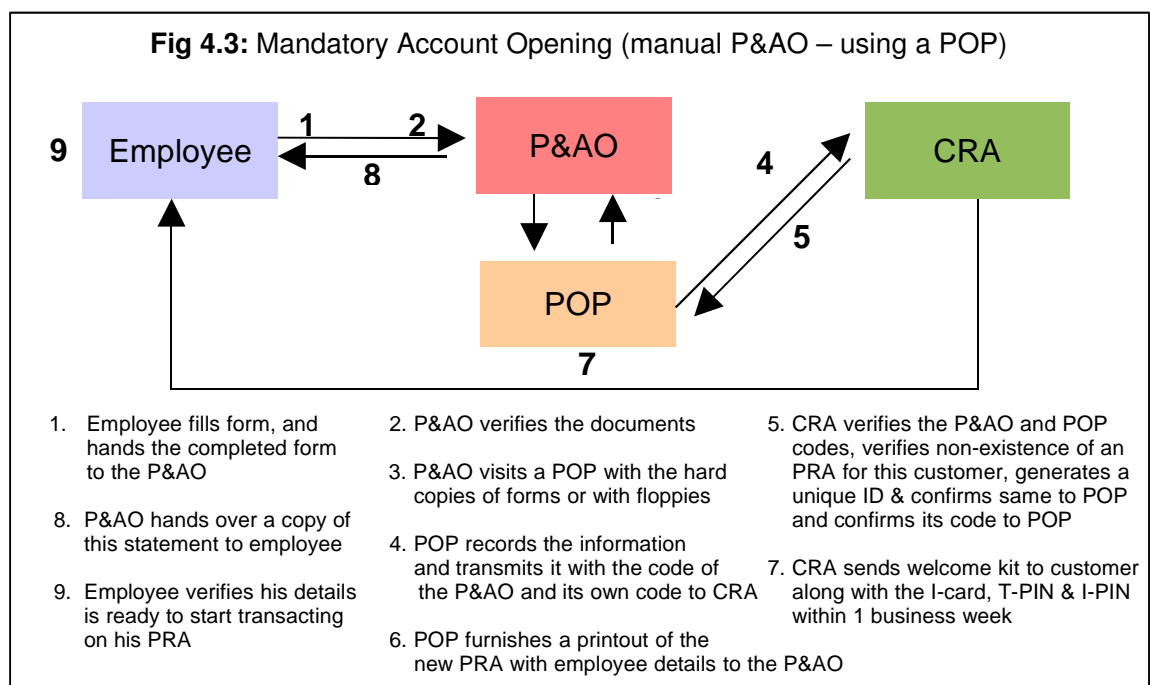 Fig 4.3: Mandatory Account Opening (manual P&AO – using a POP)
9
Employee
1
2
8
P&AO
4
5
CRA
POP
7
1. Employee fills form, and
hands the completed form
to the P&AO
8. P&AO hands over a copy of
this statement to employee
9. Employee verifies his details
is ready to start transacting
on his PRA
2. P&AO verifies the documents
3. P&AO visits a POP with the hard
copies of forms or with floppies
4. POP records the information
and transmits it with the code of
the P&AO and its own code to CRA
6. POP furnishes a printout of the
new PRA with employee details to the P&AO
5. CRA verifies the P&AO and POP
codes, verifies non-existence of an
PRA for this customer, generates a
unique ID & confirms same to POP
and confirms its code to POP
7. CRA sends welcome kit to customer
along with the I-card, T-PIN & I-PIN
within 1 business week